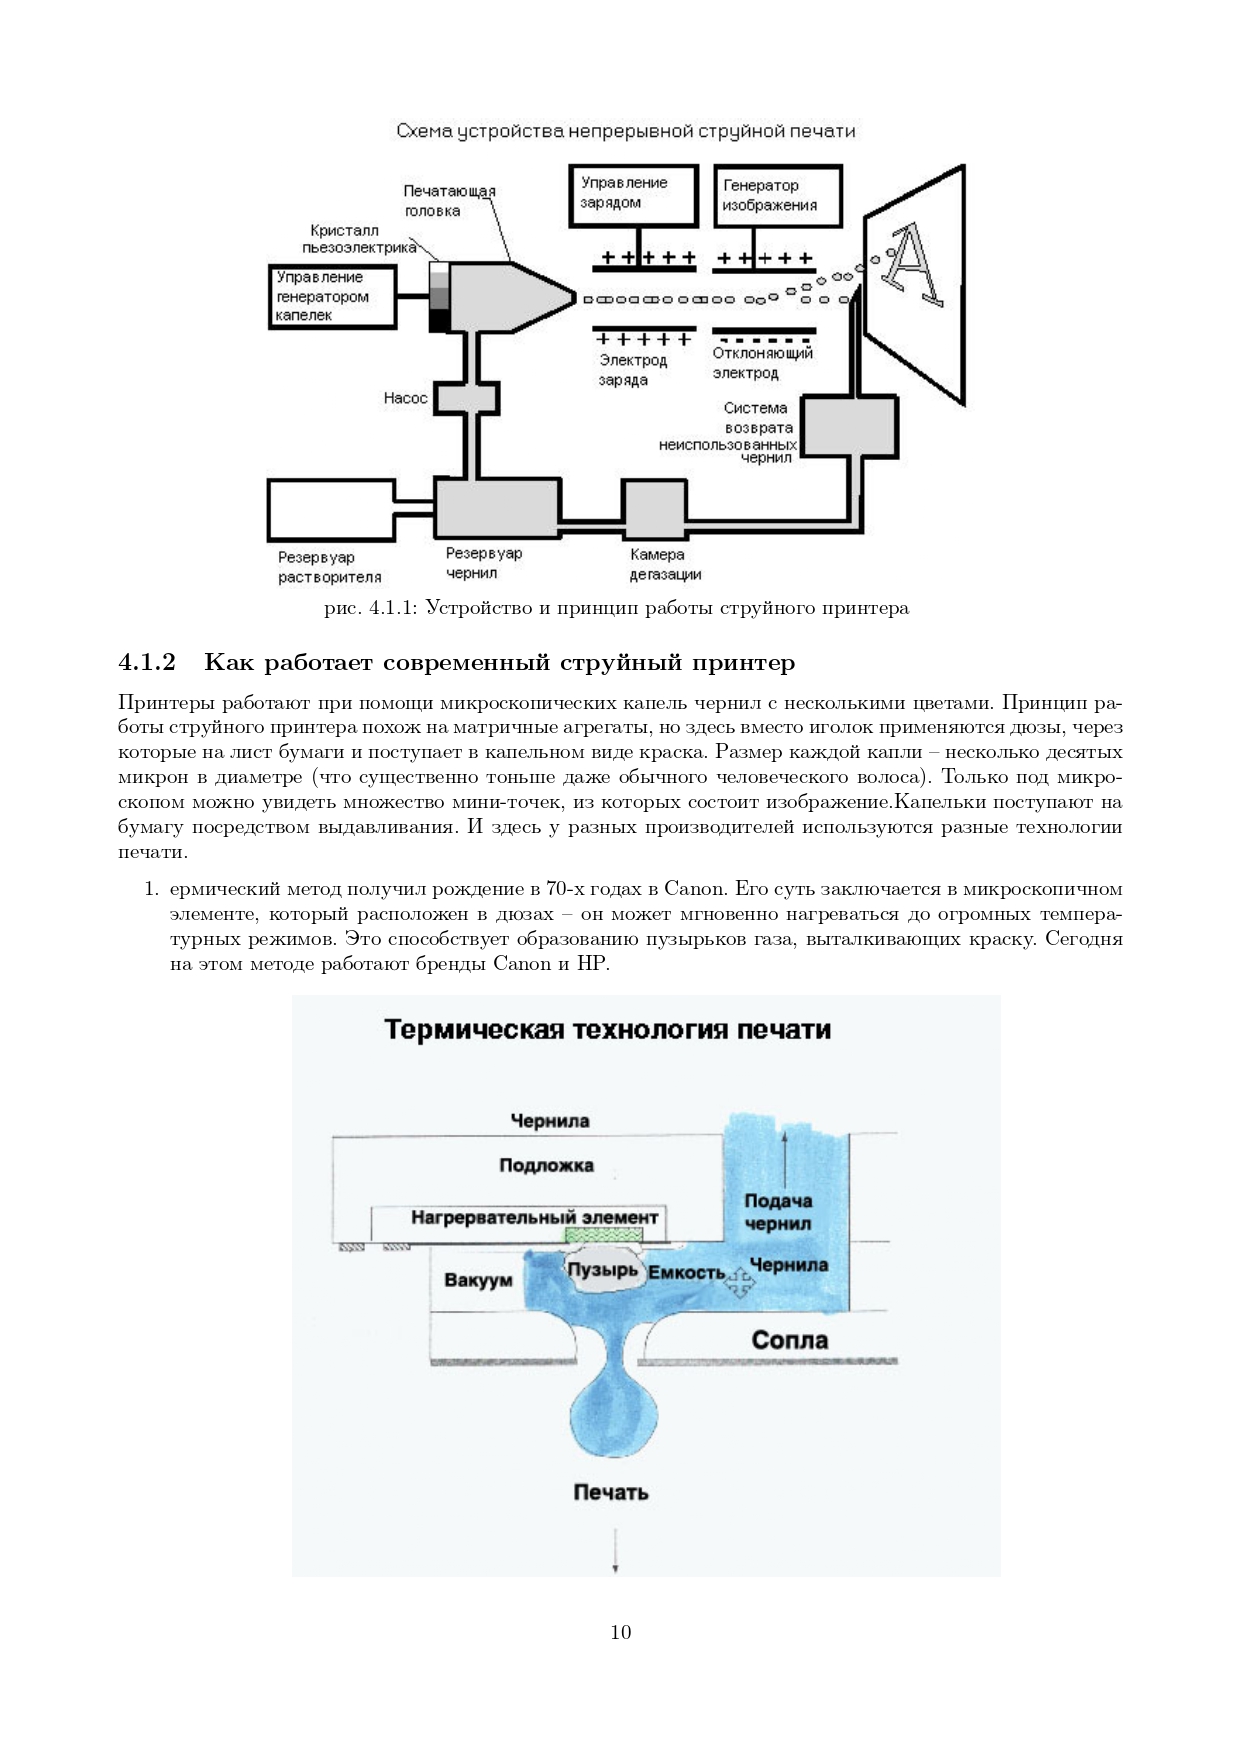 Схема устройства непрерывной струйной печати
Печатающая
головка
Кристалл
пьезоэлектрика
Управление
генератором
капелек
Управление
зарядом
Генератор
изображения
+ + + + +
+ + + + +
A
+ + + + +
- - - - -
Электрод
заряда
Отклоняющий
электрод
Насос
Система
возврата
неиспользованных
чернил
Резервуар
растворителя
Резервуар
чернил
Камера
дегазации
рис. 4.1.1: Устройство и принцип работы струйного принтера
4.1.2 Как работает современный струйный принтер
Принтеры работают при помощи микроскопических капель чернил с несколькими цветами. Принцип ра-
боты струйного принтера похож на матричные агрегаты, но здесь вместо иголок применяются дюзы, через
которые на лист бумаги и поступает в капельном виде краска. Размер каждой капли – несколько десятых
микрон в диаметре (что существенно тоньше даже обычного человеческого волоса). Только под микро-
скопом можно увидеть множество мини-точек, из которых состоит изображение.Капельки поступают на
бумагу посредством выдавливания. И здесь у разных производителей используются разные технологии
печати.
1. ермический метод получил рождение в 70-х годах в Canon. Его суть заключается в микроскопичном
элементе, который расположен в дюзах – он может мгновенно нагреваться до огромных темпера-
турных режимов. Это способствует образованию пузырьков газа, выталкивающих краску. Сегодня
на этом методе работают бренды Canon и HP.
Термическая технология печати
Чернила
Подложка
Нагрервательный элемент
Подача
чернил
Вакуум
Пузырь
Емкость
Чернила
Сопла
Печать
10